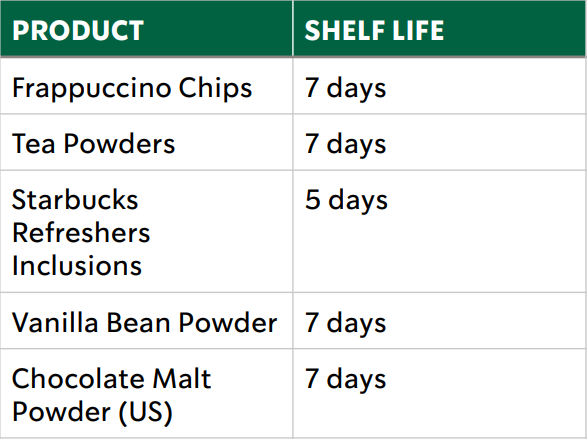 PRODUCT SHELF LIFE
Frappuccino Chips 7 days
Tea Powders 7 days
Starbucks 5 days
Refreshers
Inclusions
Vanilla Bean Powder 7 days
Chocolate Malt 7 days
Powder (US)